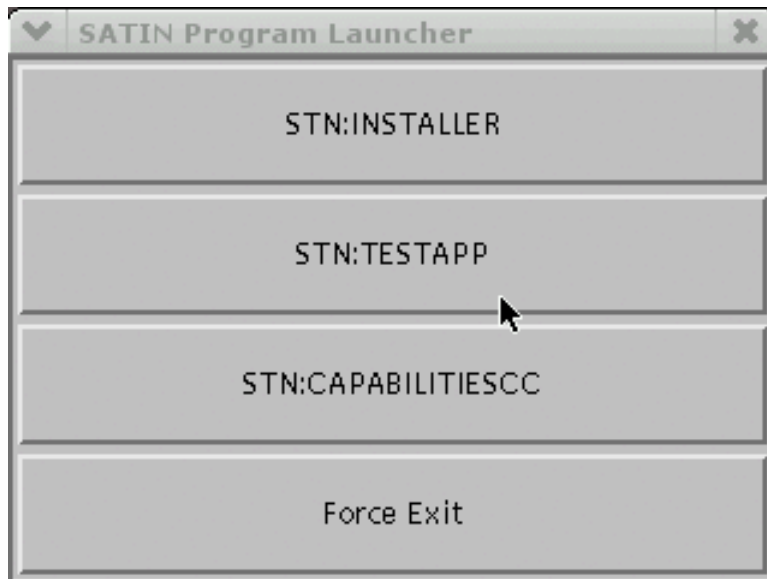 SATIN Program Launcher
STN:INSTALLER
STN:TESTAPP
STN:CAPABILITIESCC
Force Exit